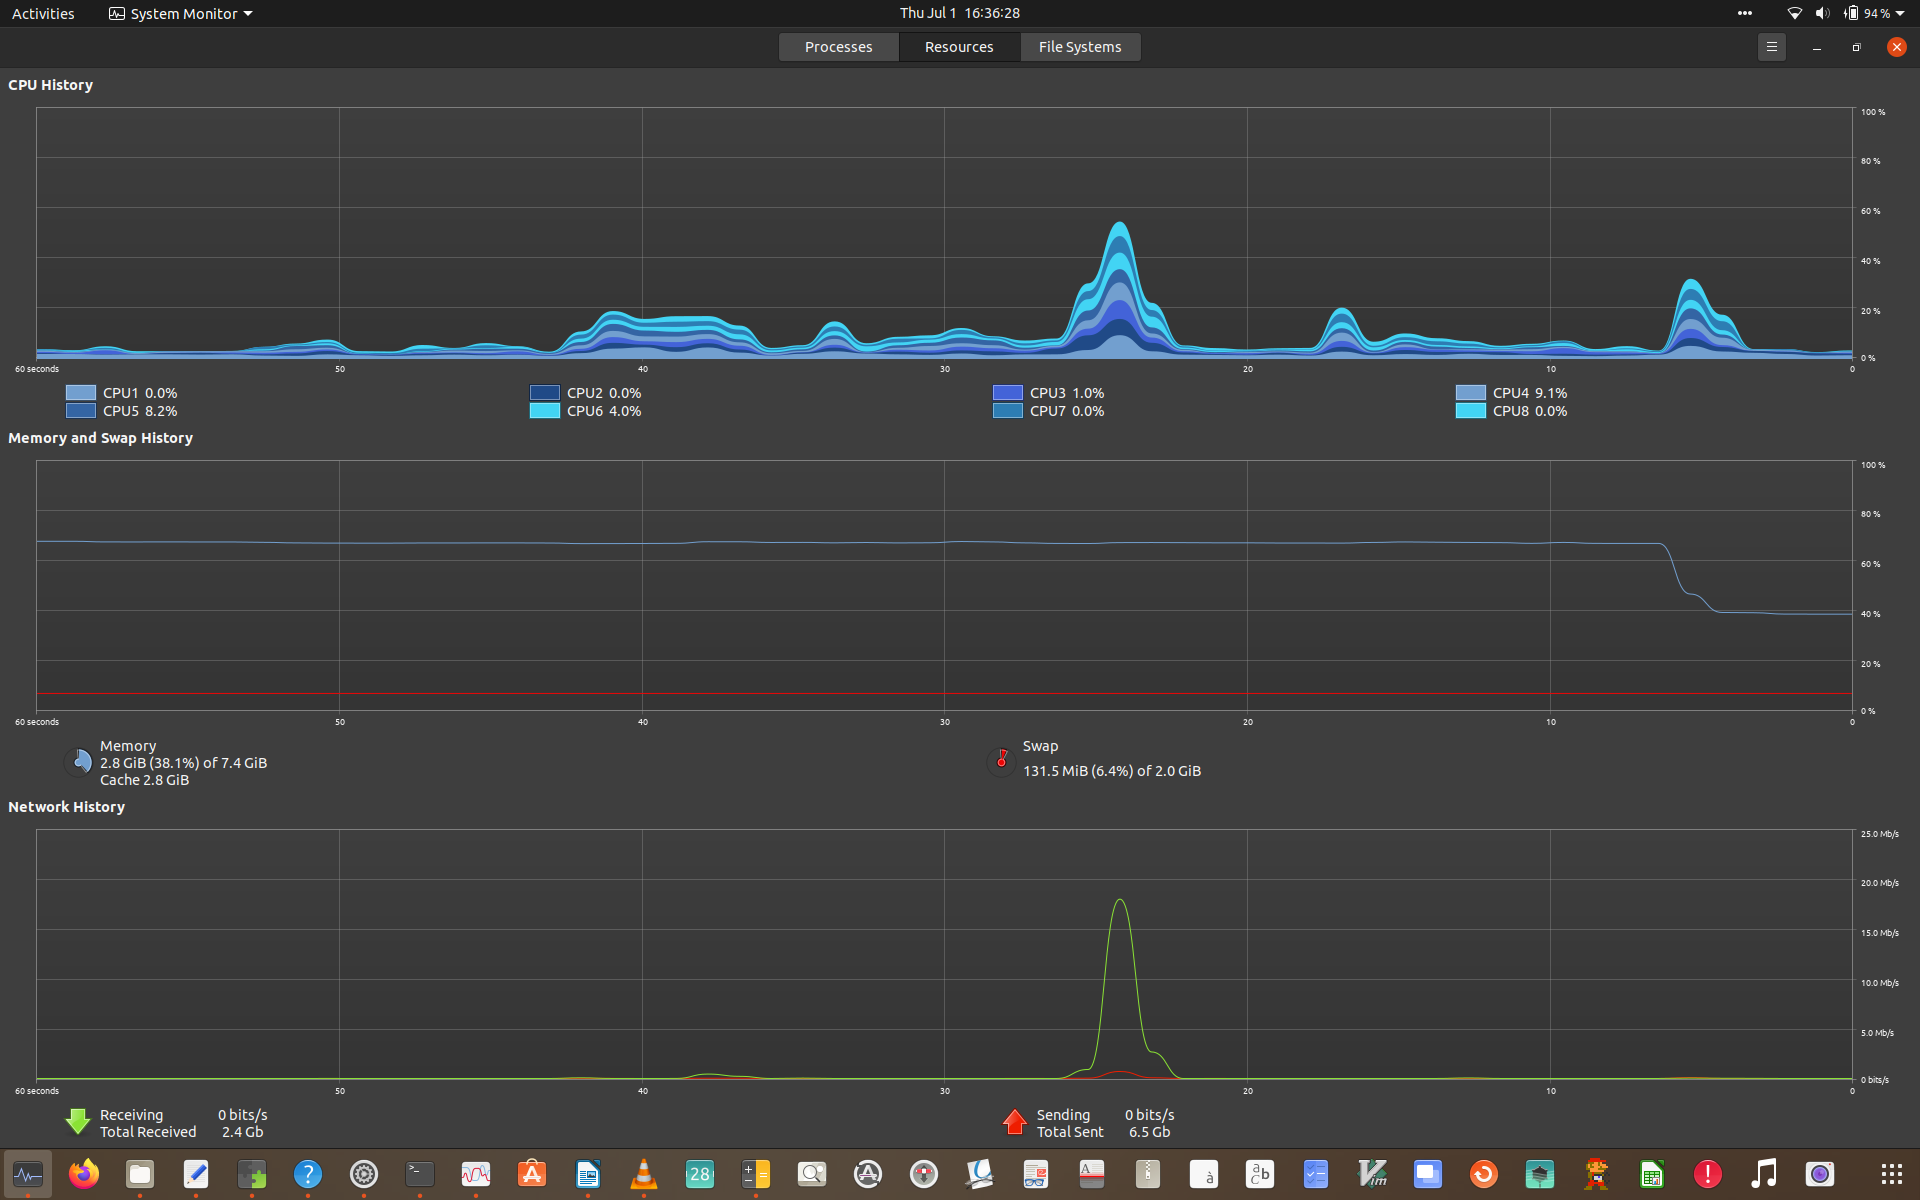 Activities
System Monitor
Thu Jul 1 16:36:28
94 %
Processes
Resources
File Systems
CPU History
100 %
80 %
60 %
40 %
20 %
0 %
60 seconds
50
40
30
20
10
0
CPU1 0.0%
CPU2 0.0%
CPU3 1.0%
CPU4 9.1%
CPU5 8.2%
CPU6 4.0%
CPU7 0.0%
CPU8 0.0%
Memory and Swap History
100 %
80 %
60 %
40 %
20 %
0 %
60 seconds
50
40
30
20
10
0
Memory
2.8 GiB (38.1%) of 7.4 GiB
Cache 2.8 GiB
Swap
131.5 MiB (6.4%) of 2.0 GiB
Network History
25.0 Mb/s
20.0 Mb/s
15.0 Mb/s
10.0 Mb/s
5.0 Mb/s
0 bits/s
60 seconds
50
40
30
20
10
0
Receiving 0 bits/s
Total Received 2.4 Gb
Sending 0 bits/s
Total Sent 6.5 Gb
?
>_
A
28
A
A
à
a
b
c
Vim
!